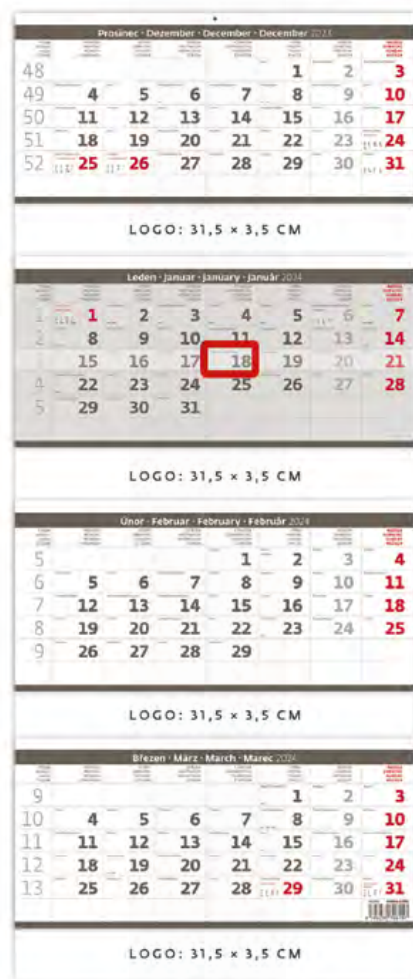 Prosinec · Dezember · December · December 2023
48 1 2 3
49 4 5 6 7 8 9 10
50 11 12 13 14 15 16 17
51 18 19 20 21 22 23 24
52 25 26 27 28 29 30 31
LOGO: 31,5 × 3,5 CM
Leden · Januar · January · Január 2024
1 1 2 3 4 5 6 7
2 8 9 10 11 12 13 14
15 16 17 18 19 20 21
4 22 23 24 25 26 27 28
5 29 30 31
LOGO: 31,5 × 3,5 CM
Únor · Februar · February · Február 2024
5 1 2 3 4
6 5 6 7 8 9 10 11
7 12 13 14 15 16 17 18
8 19 20 21 22 23 24 25
9 26 27 28 29
LOGO: 31,5 × 3,5 CM
Březen · März · March · Marec 2024
9 1 2 3
10 4 5 6 7 8 9 10
11 11 12 13 14 15 16 17
12 18 19 20 21 22 23 24
13 25 26 27 28 29 30 31
LOGO: 31,5 × 3,5 CM